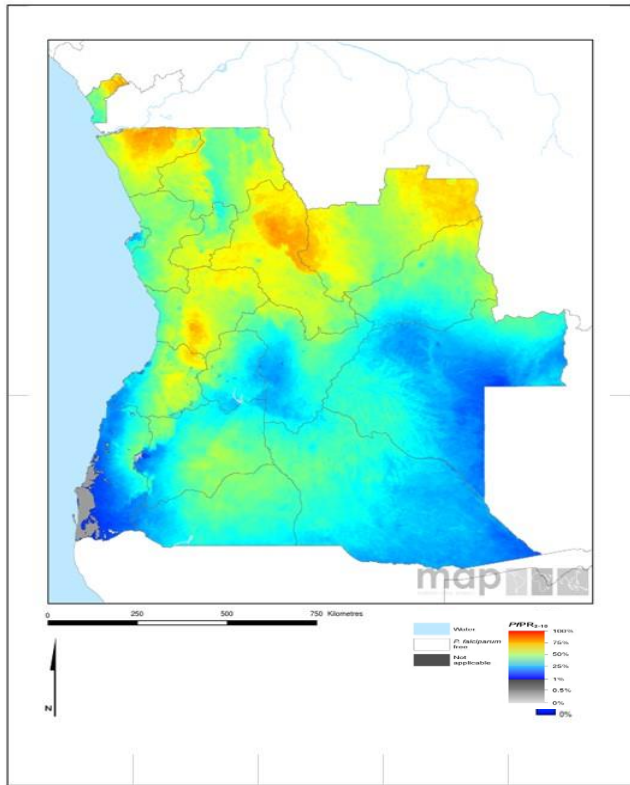 map
0 250 500 750 Kilometres
N
Water
P. falciparum
free
Not
applicable
PfPR₂₋₁₀
100%
75%
50%
25%
1%
0.5%
0%
0%